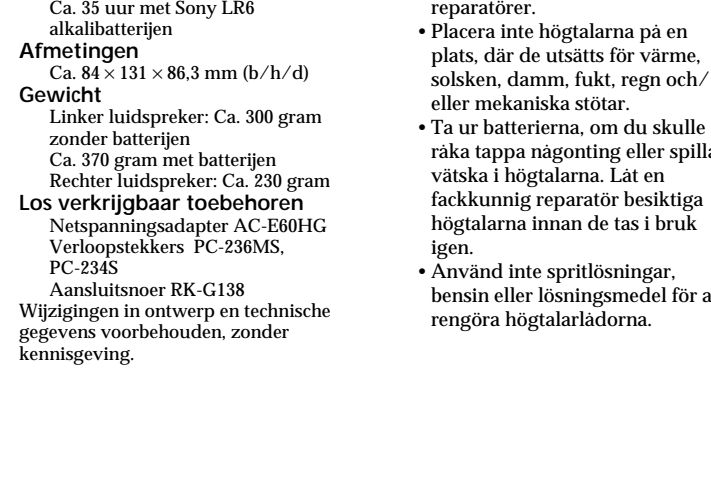 Ca. 35 uur met Sony LR6
alkalibatterijen
Afmetingen
Ca. 84 × 131 × 86,3 mm (b/h/d)
Gewicht
Linker luidspreker: Ca. 300 gram
zonder batterijen
Ca. 370 gram met batterijen
Rechter luidspreker: Ca. 230 gram
Los verkrijgbaar toebehoren
Netspanningsadapter AC-E60HG
Verloopstekkers PC-236MS,
PC-234S
Aansluitsnoer RK-G138
Wijzigingen in ontwerp en technische
gegevens voorbehouden, zonder
kennisgeving.
reparatörer.
• Placera inte högtalarna på en
plats, där de utsätts för värme,
solsken, damm, fukt, regn och/
eller mekaniska stötar.
• Ta ur batterierna, om du skulle
råka tappa någonting eller spilla
vätska i högtalarna. Låt en
fackkunnig reparatör besiktiga
högtalarna innan de tas i bruk
igen.
• Använd inte spritlösningar,
bensin eller lösningsmedel för a
rengöra högtalarlådorna.